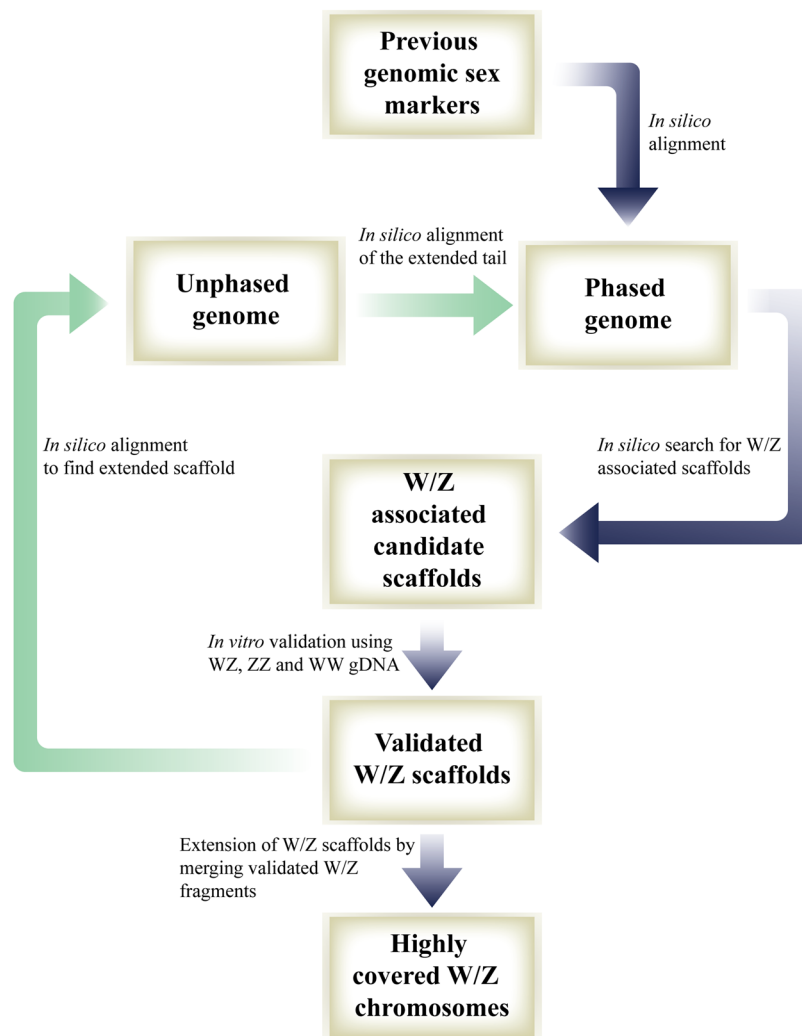 Previous
genomic sex
markers
In silico
alignment
In silico alignment
of the extended tail
Unphased
genome
Phased
genome
In silico alignment
to find extended scaffold
In silico search for W/Z
associated scaffolds
W/Z
associated
candidate
scaffolds
In vitro validation using
WZ, ZZ and WW gDNA
Validated
W/Z scaffolds
Extension of W/Z scaffolds by
merging validated W/Z
fragments
Highly
covered W/Z
chromosomes